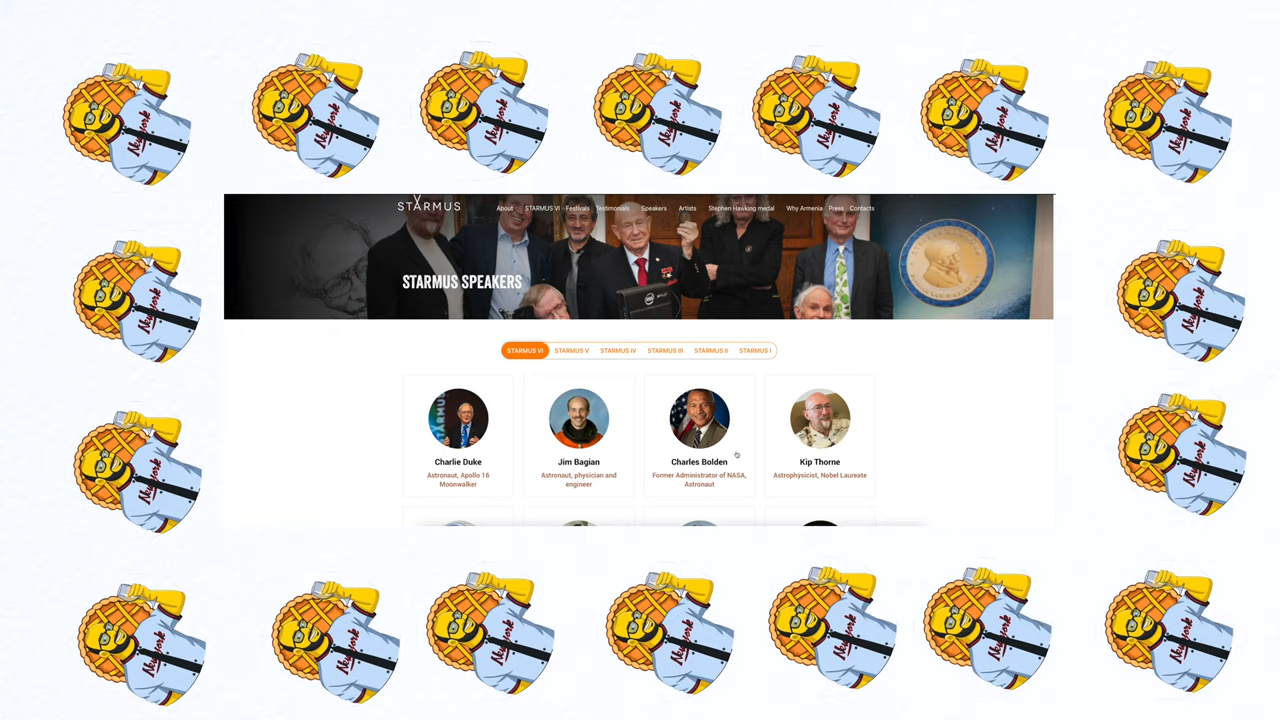 STARMUS
About STARMUS VI Festivals Testimonials Speakers Artists Stephen Hawking medal Why Armenia Press Contacts
STARMUS SPEAKERS
STARMUS VI STARMUS V STARMUS IV STARMUS III STARMUS II STARMUS I
Charlie Duke
Astronaut, Apollo 16
Moonwalker
Jim Bagian
Astronaut, physician and
engineer
Charles Bolden
Former Administrator of NASA,
Astronaut
Kip Thorne
Astrophysicist, Nobel Laureate